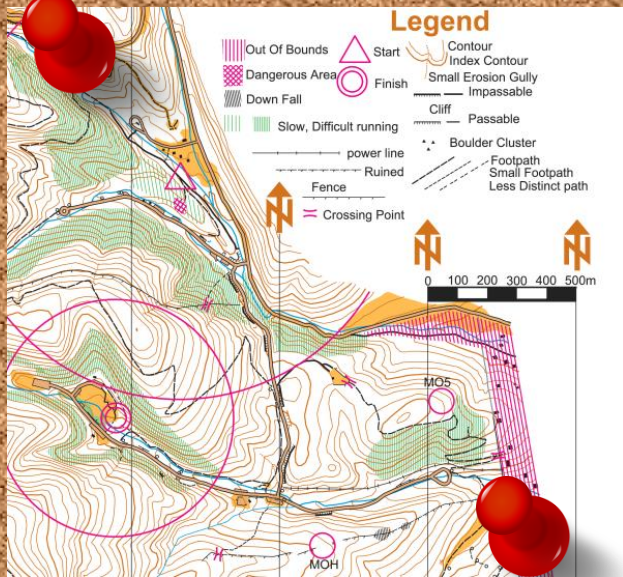 Legend
Out Of Bounds
Dangerous Area
Down Fall
Slow, Difficult running
power line
Ruined
Fence
Crossing Point
Start
Finish
Contour
Index Contour
Small Erosion Gully
Impassable
Cliff
Passable
Boulder Cluster
Footpath
Small Footpath
Less Distinct path
N
N
N
0 100 200 300 400 500m
MO5
MOH